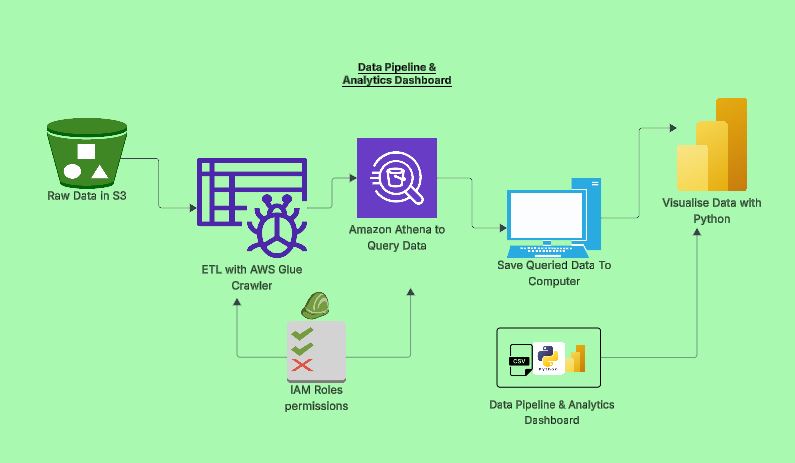 Data Pipeline &
Analytics Dashboard
Raw Data in S3
ETL with AWS Glue
Crawler
Amazon Athena to
Query Data
Save Queried Data To
Computer
Visualise Data with
Python
IAM Roles
permissions
CSV
PYTHON
Data Pipeline & Analytics
Dashboard